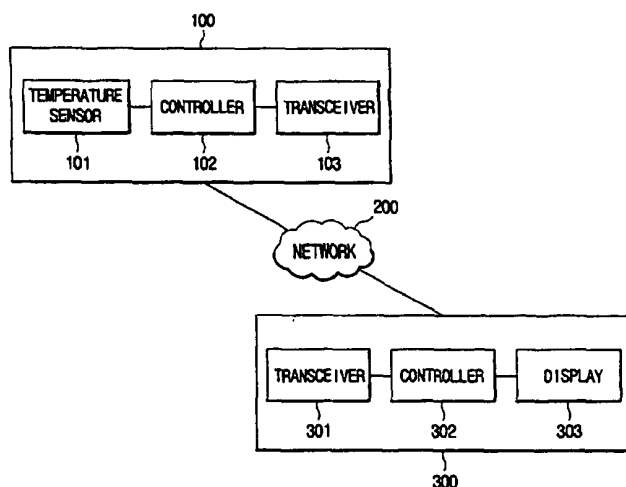 100
TEMPERATURE
SENSOR
CONTROLLER
TRANSCEIVER
101
102
103
200
NETWORK
TRANSCEIVER
CONTROLLER
DISPLAY
301
302
303
300